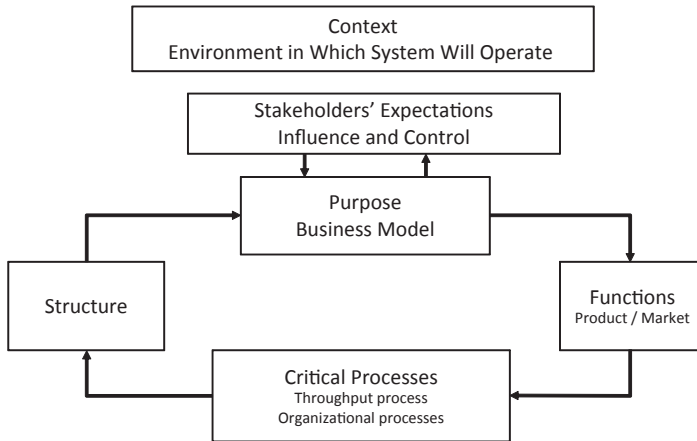 Context
Environment in Which System Will Operate
Stakeholders' Expectations
Influence and Control
Purpose
Business Model
Structure
Functions
Product / Market
Critical Processes
Throughput process
Organizational processes